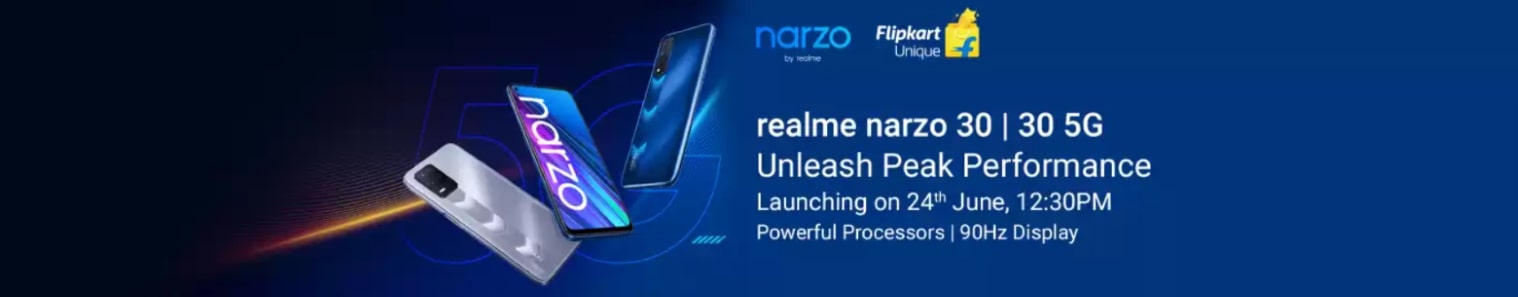 narzo
by realme
Flipkart
Unique
narzo
5G
realme narzo 30 | 30 5G
Unleash Peak Performance
Launching on 24th June, 12:30PM
Powerful Processors | 90Hz Display